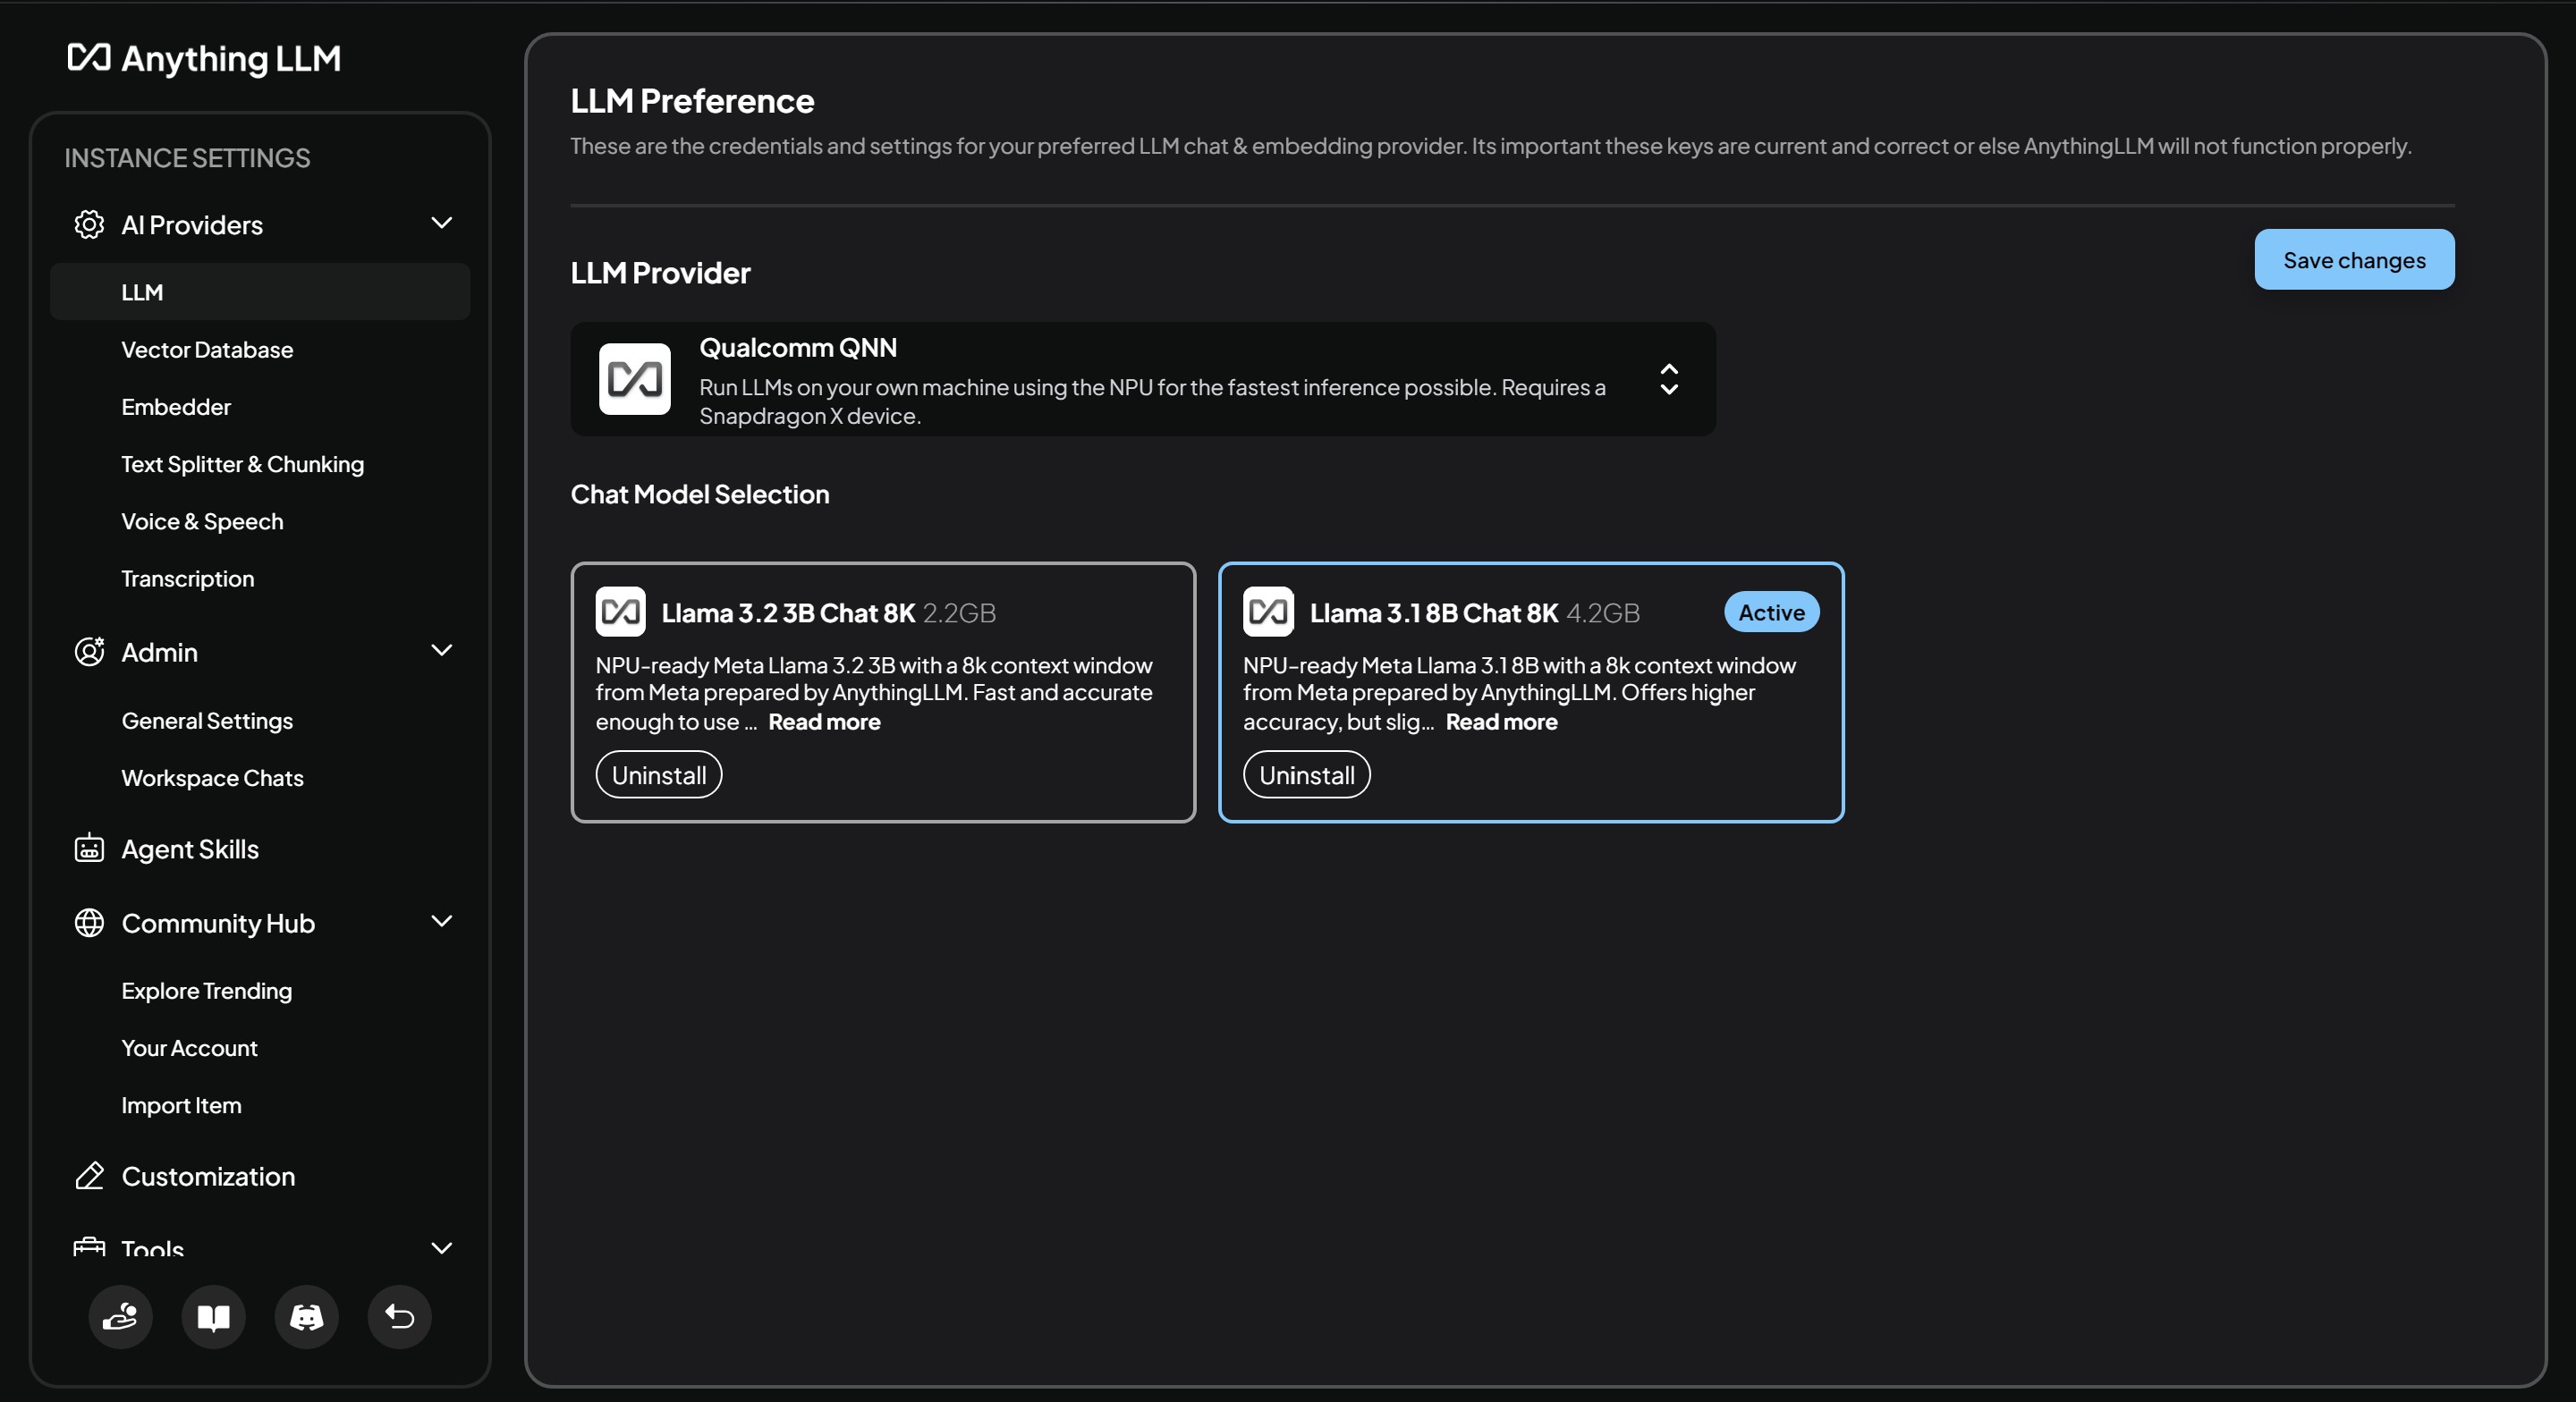 Anything LLM
INSTANCE SETTINGS
AI Providers
LLM
Vector Database
Embedder
Text Splitter & Chunking
Voice & Speech
Transcription
Admin
General Settings
Workspace Chats
Agent Skills
Community Hub
Explore Trending
Your Account
Import Item
Customization
Tools
LLM Preference
These are the credentials and settings for your preferred LLM chat & embedding provider. Its important these keys are current and correct or else AnythingLLM will not function properly.
Save changes
LLM Provider
Qualcomm QNN
Run LLMs on your own machine using the NPU for the fastest inference possible. Requires a
Snapdragon X device.
Chat Model Selection
Llama 3.2 3B Chat 8K 2.2GB
NPU-ready Meta Llama 3.2 3B with a 8k context window
from Meta prepared by AnythingLLM. Fast and accurate
enough to use ... Read more
Uninstall
Llama 3.1 8B Chat 8K 4.2GB
Active
NPU-ready Meta Llama 3.1 8B with a 8k context window
from Meta prepared by AnythingLLM. Offers higher
accuracy, but slig... Read more
Uninstall